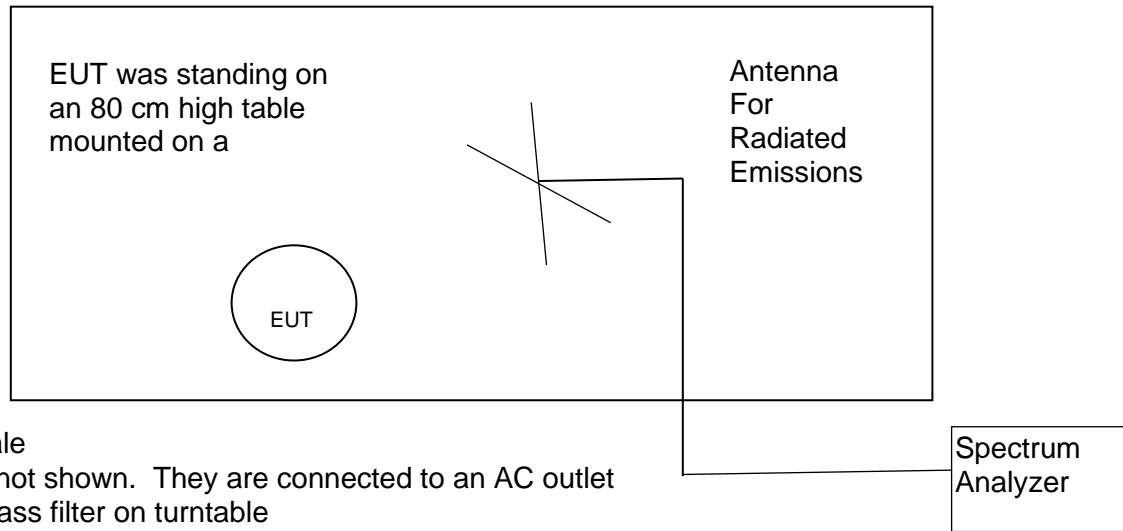 EUT was standing on
an 80 cm high table
mounted on a
Antenna
For
Radiated
Emissions
EUT
not shown. They are connected to an AC outlet
filter on turntable
Spectrum
Analyzer